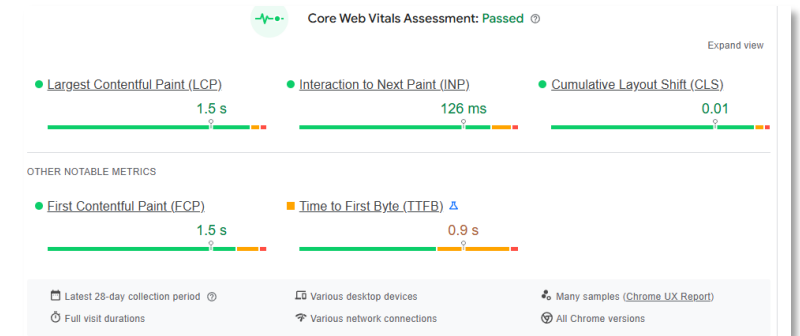 Core Web Vitals Assessment: Passed
Expand view
Largest Contentful Paint (LCP)
1.5 s
Interaction to Next Paint (INP)
126 ms
Cumulative Layout Shift (CLS)
0.01
OTHER NOTABLE METRICS
First Contentful Paint (FCP)
1.5 s
Time to First Byte (TTFB)
0.9 s
Latest 28-day collection period
Various desktop devices
Many samples (Chrome UX Report)
Full visit durations
Various network connections
All Chrome versions